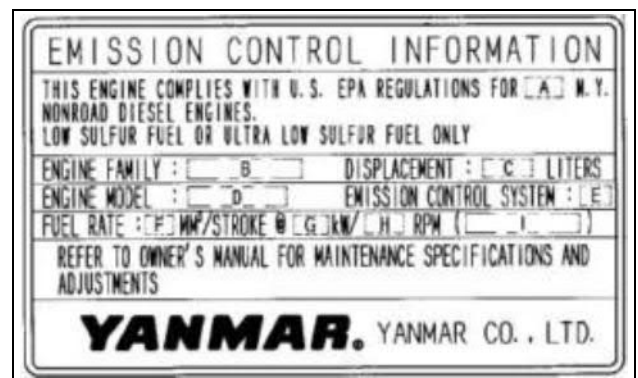 EMISSION CONTROL INFORMATION
THIS ENGINE COMPLIES WITH U.S. EPA REGULATIONS FOR [A] M.Y.
NONROAD DIESEL ENGINES.
LOW SULFUR FUEL OR ULTRA LOW SULFUR FUEL ONLY
ENGINE FAMILY : [B] DISPLACEMENT : [C] LITERS
ENGINE MODEL : [D] EMISSION CONTROL SYSTEM : [E]
FUEL RATE : [F] MM³/STROKE @ [G] kW/ [H] RPM ([I])
REFER TO OWNER'S MANUAL FOR MAINTENANCE SPECIFICATIONS AND
ADJUSTMENTS
YANMAR. YANMAR CO., LTD.